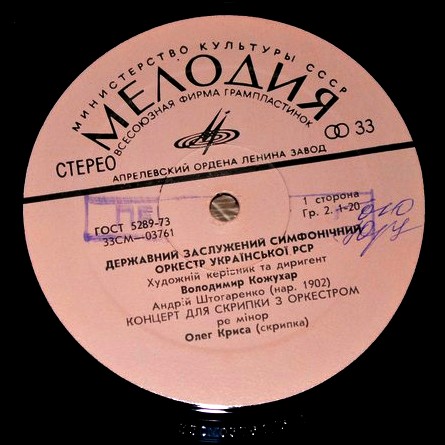 МИНИСТЕРСТВО КУЛЬТУРЫ СССР
МЕЛОДИЯ
ВСЕСОЮЗНАЯ ФИРМА ГРАМПЛАСТИНОК
СТЕРЕО
33
АПРЕЛЕВСКИЙ ОРДЕНА ЛЕНИНА ЗАВОД
ГОСТ 5289-73
33СМ—03761
1 сторона
Гр. 2. 1-20
ДЕРЖАВНИЙ ЗАСЛУЖЕНИЙ СИМФОНІЧНИЙ
ОРКЕСТР УКРАЇНСЬКОЇ РСР
Художній керівник та диригент
Володимир Кожухар
Андрій Штогаренко (нар. 1902)
КОНЦЕРТ ДЛЯ СКРИПКИ З ОРКЕСТРОМ
ре мінор
Олег Криса (скрипка)